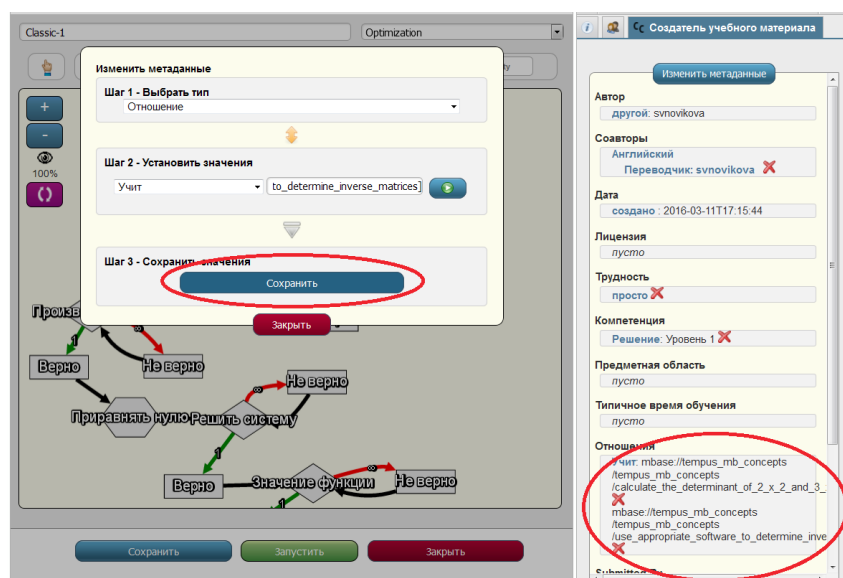 Classic-1
Optimization
Изменить метаданные
Шаг 1 - Выбрать тип
Отношение
Шаг 2 - Установить значения
Учит
to_determine_inverse_matrices]
Шаг 3 - Сохранить значения
Сохранить
Закрыть
+
-
100%
Верно
Не верно
Не верно
Приравнять нулю
Решить систему
1
1
∞
∞
∞
Верно
Значение функции
Не верно
1
Сохранить
Запустить
Закрыть
Создатель учебного материала
Изменить метаданные
Автор
другой: svnovikova
Соавторы
Английский
Переводчик: svnovikova
Дата
создано : 2016-03-11T17:15:44
Лицензия
пусто
Трудность
просто
Компетенция
Решение: Уровень 1
Предметная область
пусто
Типичное время обучения
пусто
Отношения
Учит: mbase://tempus_mb_concepts
/tempus_mb_concepts
/calculate_the_determinant_of_2_x_2_and_3_
mbase://tempus_mb_concepts
/tempus_mb_concepts
/use_appropriate_software_to_determine_inve
Submitted By